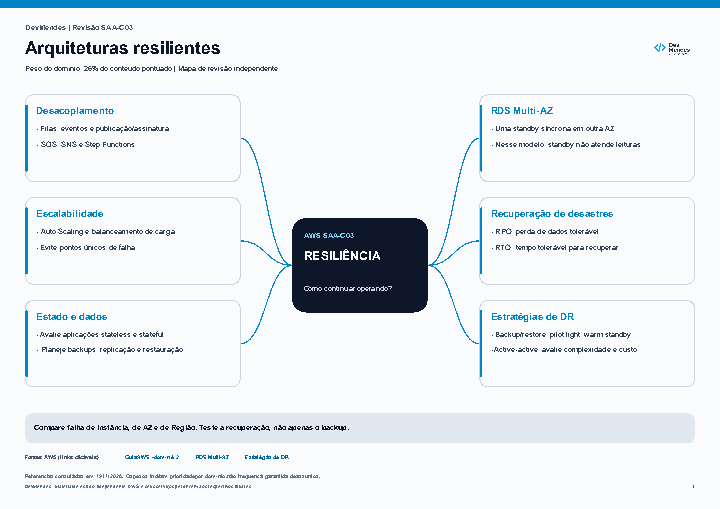 DevMendes | Revisão SAA-C03
Arquiteturas resilientes
Peso do domínio 26% do conteúdo pontuado | Mapa de revisão independente
</> Dev
Mendes
Desacoplamento
- Filas eventos e publicação/assinatura
- SQS SNS e Step Functions
Escalabilidade
- Auto Scaling e balanceamento de carga
- Evite pontos únicos de falha
Estado e dados
- Avalie aplicações stateless e stateful
- Planeje backups replicação e restauração
AWS SAA-C03
RESILIÊNCIA
Como continuar operando?
RDS Multi-AZ
- Uma standby síncrona em outra AZ
- Nesse modelo standby não atende leituras
Recuperação de desastres
- RPO perda de dados tolerável
- RTO tempo tolerável para recuperar
Estratégias de DR
- Backup/restore pilot light warm standby
- Active-active avalie complexidade e custo
Compare falha de instância, de AZ e de Região. Teste a recuperação, não apenas o backup.
Fontes AWS (links clicáveis) RDS Multi-AZ Estratégias de DR